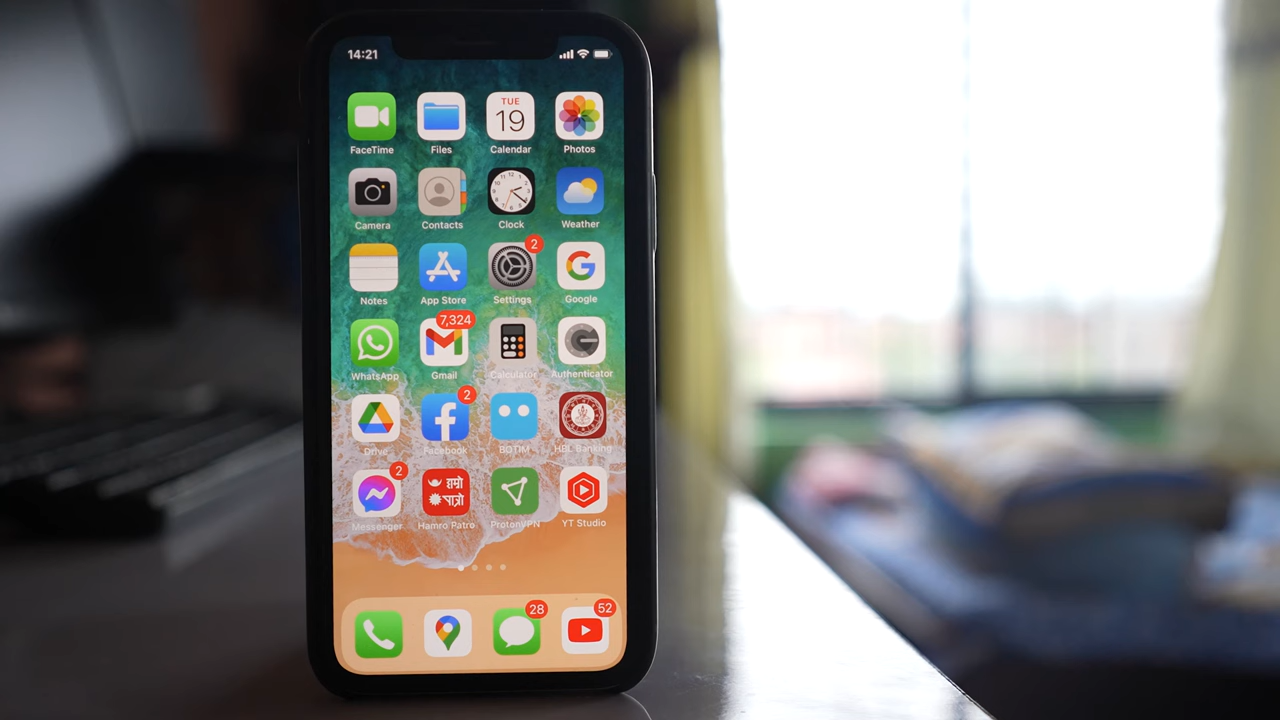 14:21
TUE
19
FaceTime Files Calendar Photos
Camera Contacts Clock Weather
2
Notes App Store Settings Google
7,324
WhatsApp Gmail Calculator Authenticator
2
Drive Facebook BOTIM HBL Banking
2
हाम्रो
पात्रो
Messenger Hamro Patro ProtonVPN YT Studio
28 52